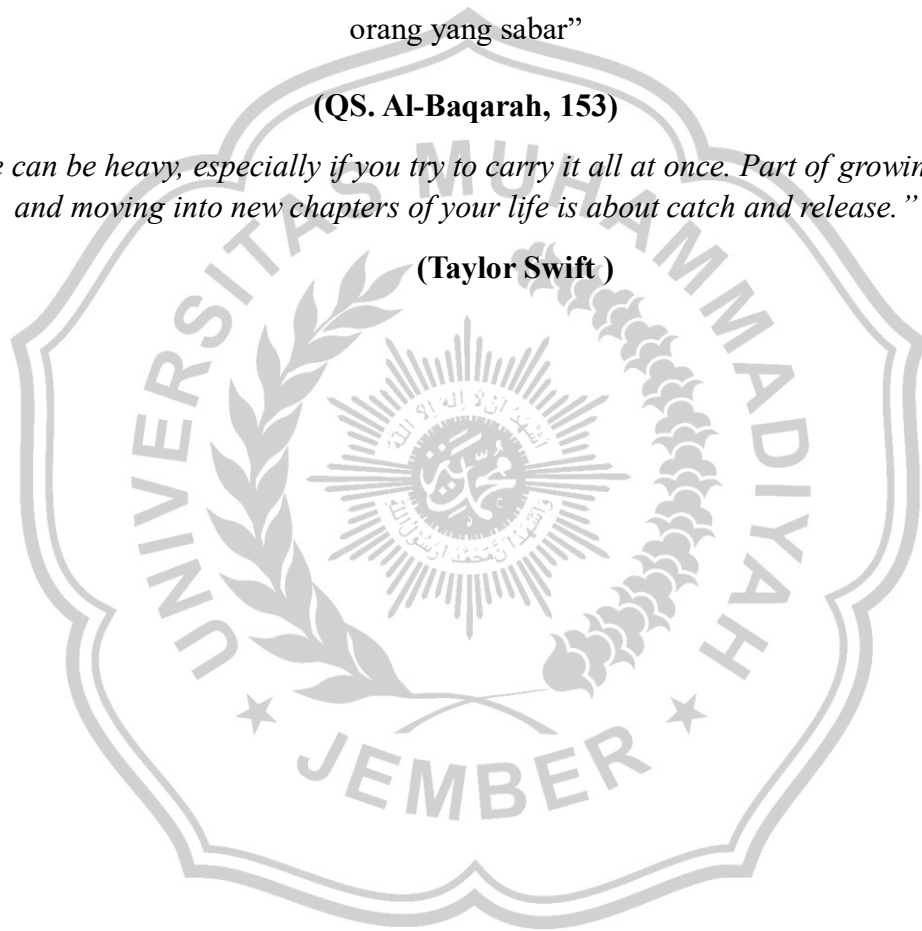 orang yang sabar”
(QS. Al-Baqarah, 153)
e can be heavy, especially if you try to carry it all at once. Part of growin
and moving into new chapters of your life is about catch and release.”
(Taylor Swift )
UNIVERSITAS MUHAMMADIYAH
JEMBER